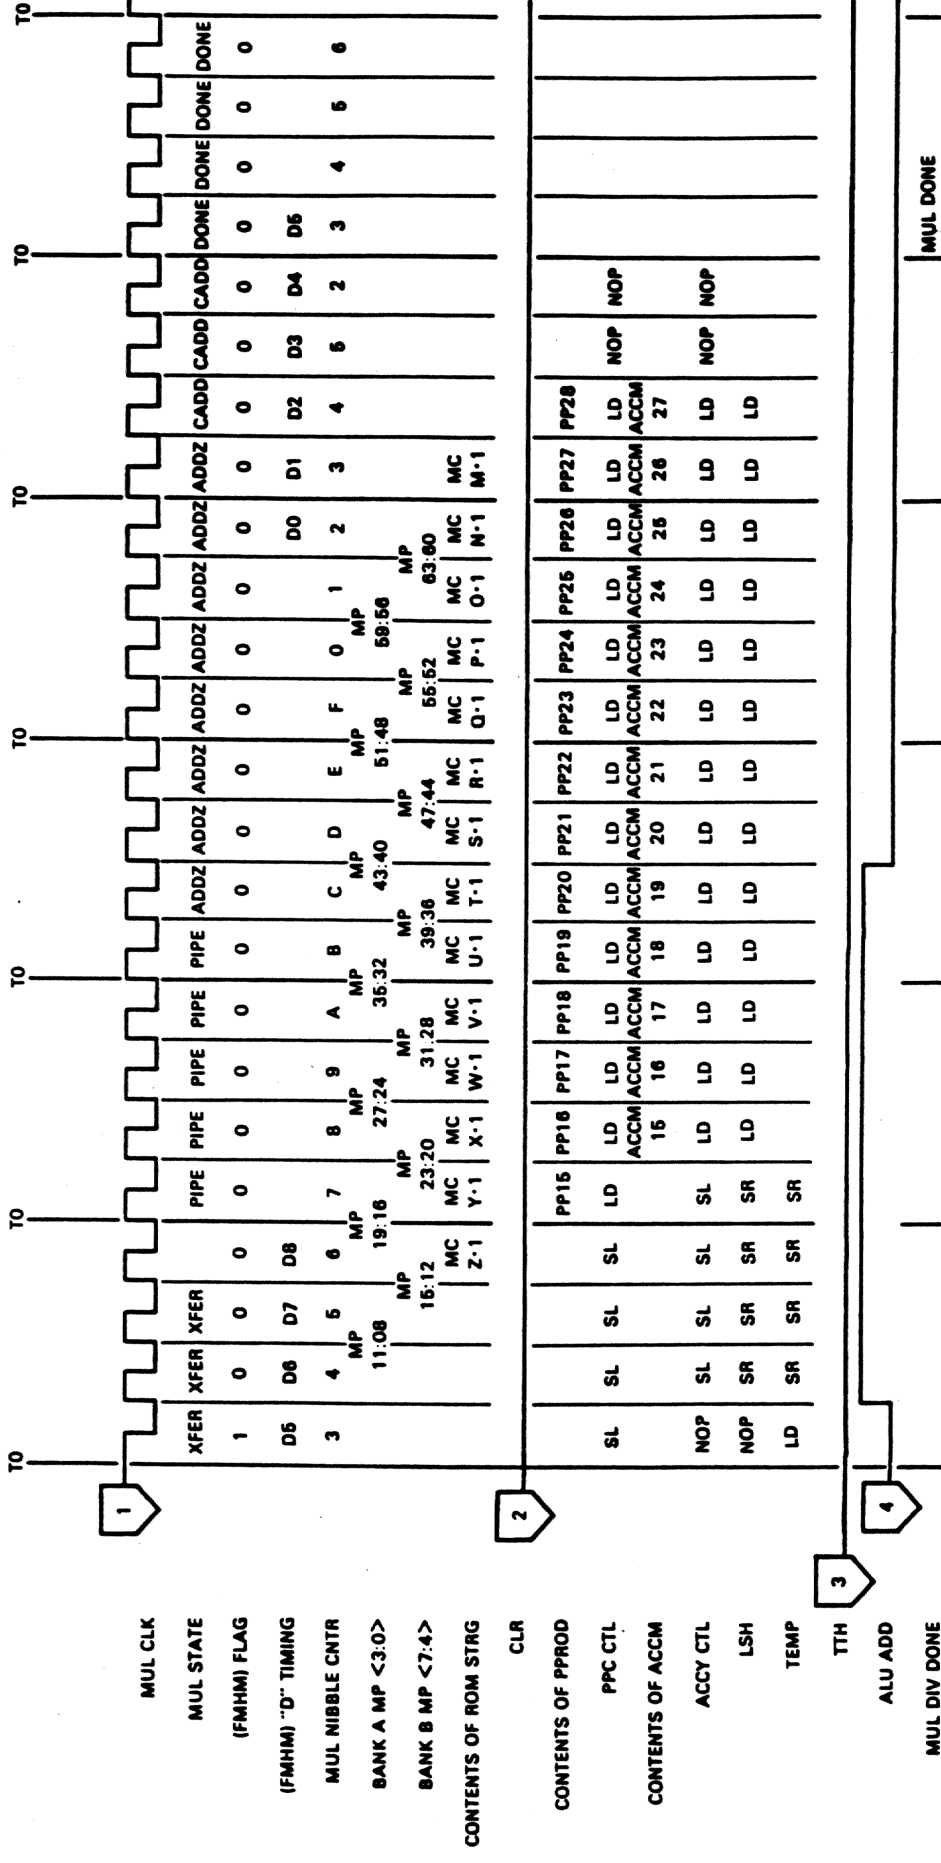 TO TO TO TO TO TO TO
MUL CLK 1
MUL STATE XFER XFER XFER PIPE PIPE PIPE PIPE PIPE ADDZ ADDZ ADDZ ADDZ ADDZ ADDZ ADDZ ADDZ CADD CADD CADD DONE DONE DONE DONE
(FMHM) FLAG 1 0 0 0 0 0 0 0 0 0 0 0 0 0 0 0 0 0 0 0 0 0 0 0
(FMHM) "D" TIMING D5 D6 D7 D8 D0 D1 D2 D3 D4 D5
MUL NIBBLE CNTR 3 4 5 6 7 8 9 A B C D E F 0 1 2 3 4 5 2 3 4 5 6
MP MP MP MP MP MP MP
BANK A MP <3:0> 11:08 19:16 27:24 35:32 43:40 51:48 59:56
MP MP MP MP MP MP MP
BANK B MP <7:4> 15:12 23:20 31:28 39:36 47:44 55:52 63:60
MC MC MC MC MC MC MC MC MC MC MC MC MC MC
CONTENTS OF ROM STRG Z·1 Y·1 X·1 W·1 V·1 U·1 T·1 S·1 R·1 Q·1 P·1 O·1 N·1 M·1
CLR 2
CONTENTS OF PPROD PP15 PP16 PP17 PP18 PP19 PP20 PP21 PP22 PP23 PP24 PP25 PP26 PP27 PP28
PPC CTL SL SL SL SL LD LD LD LD LD LD LD LD LD LD LD LD LD LD NOP NOP
ACCM ACCM ACCM ACCM ACCM ACCM ACCM ACCM ACCM ACCM ACCM ACCM ACCM
CONTENTS OF ACCM 15 16 17 18 19 20 21 22 23 24 25 26 27
ACCY CTL NOP SL SL SL SL LD LD LD LD LD LD LD LD LD LD LD LD LD NOP NOP
LSH NOP SR SR SR SR LD LD LD LD LD LD LD LD LD LD LD LD LD
TEMP LD SR SR SR SR
TTH 3
ALU ADD 4
MUL DIV DONE MUL DONE